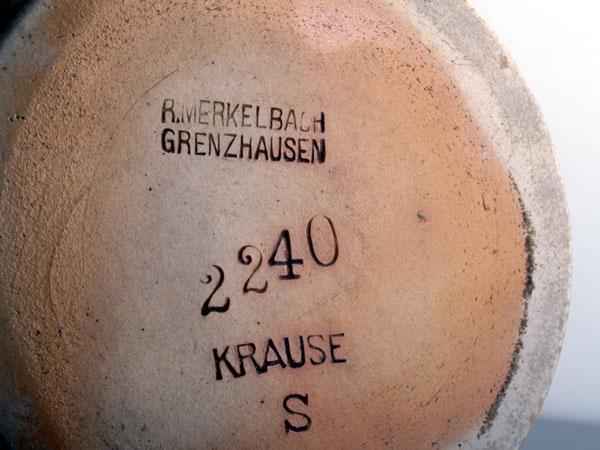 R.MERKELBACH
GRENZHAUSEN
2240
KRAUSE
S